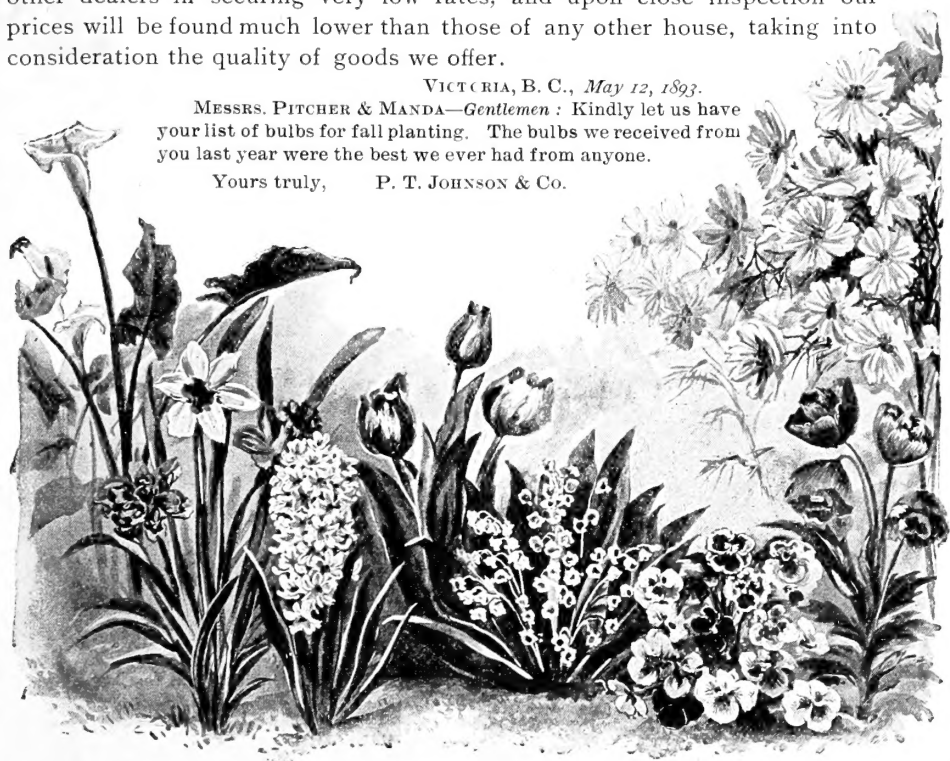 other dealers in securing very low rates, and upon close inspection our
prices will be found much lower than those of any other house, taking into
consideration the quality of goods we offer.
VICTORIA, B. C., May 12, 1893.
MESSRS. PITCHER & MANDA—Gentlemen : Kindly let us have
your list of bulbs for fall planting. The bulbs we received from
you last year were the best we ever had from anyone.
Yours truly, P. T. JOHNSON & CO.